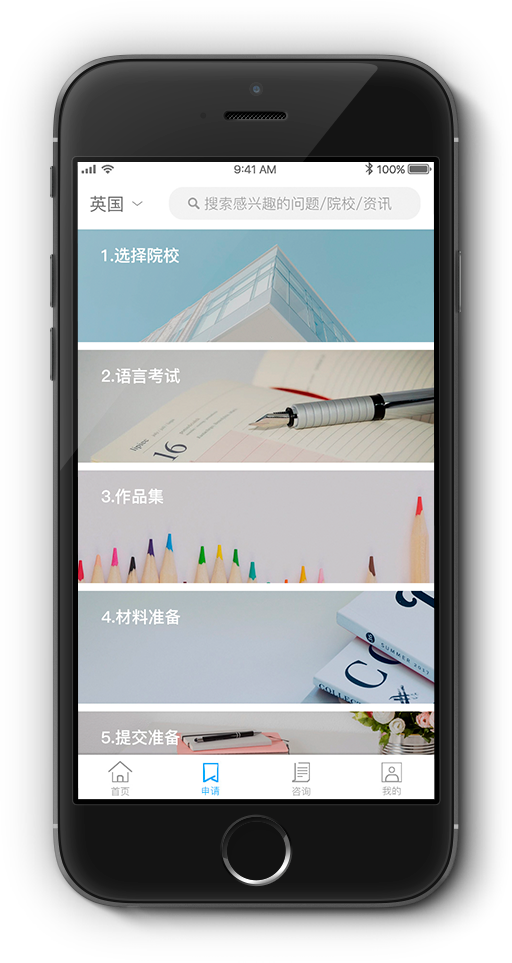 9:41 AM
100%
英国
搜索感兴趣的问题/院校/资讯
1.选择院校
2.语言考试
16
3.作品集
4.材料准备
SUMMER 2017
5.提交准备
首页
申请
咨询
我的